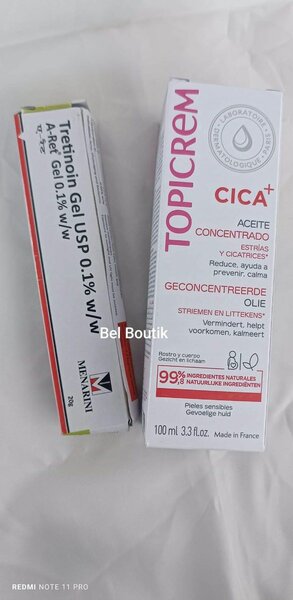 Tretinoin Gel USP 0.1% w/w
A-Ret® Gel 0.1% w/w
MENARINI
20g
Bel Boutik
TOPICREM
LABORATOIRE
DERMATOLOGIQUE
PARIS
CICA+
ACEITE
CONCENTRADO
ESTRÍAS
Y CICATRICES*
Reduce, ayuda a
prevenir, calma
GECONCENTREERDE
OLIE
STRIEMEN EN LITTEKENS*
Vermindert, helpt
voorkomen, kalmeert
Rostro y cuerpo
Gezicht en lichaam
99,8% INGREDIENTES NATURALES
NATUURLIJKE INGREDIËNTEN
Pieles sensibles
Gevoelige huid
100 ml 3.3 fl.oz. Made in France
REDMI NOTE 11 PRO